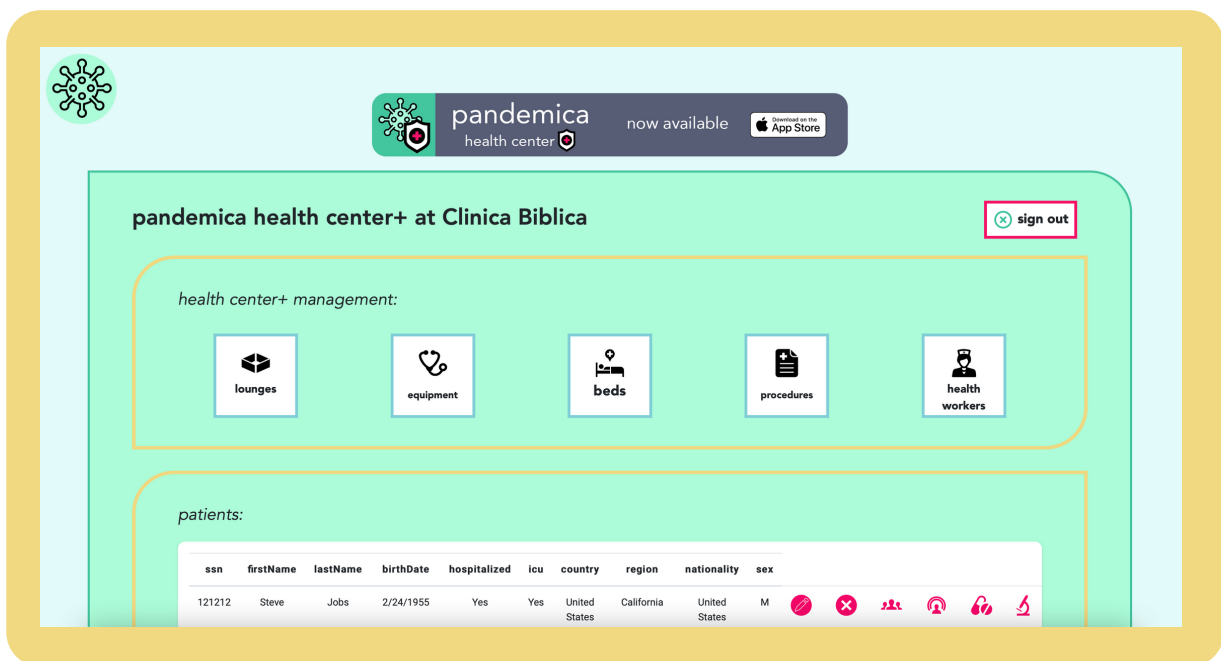 pandemica
health center
now available
Download on the
App Store
pandemica health center+ at Clinica Biblica
sign out
health center+ management:
lounges
equipment
beds
procedures
health
workers
patients:
ssn firstName lastName birthDate hospitalized icu country region nationality sex
121212 Steve Jobs 2/24/1955 Yes Yes United California United M
States States